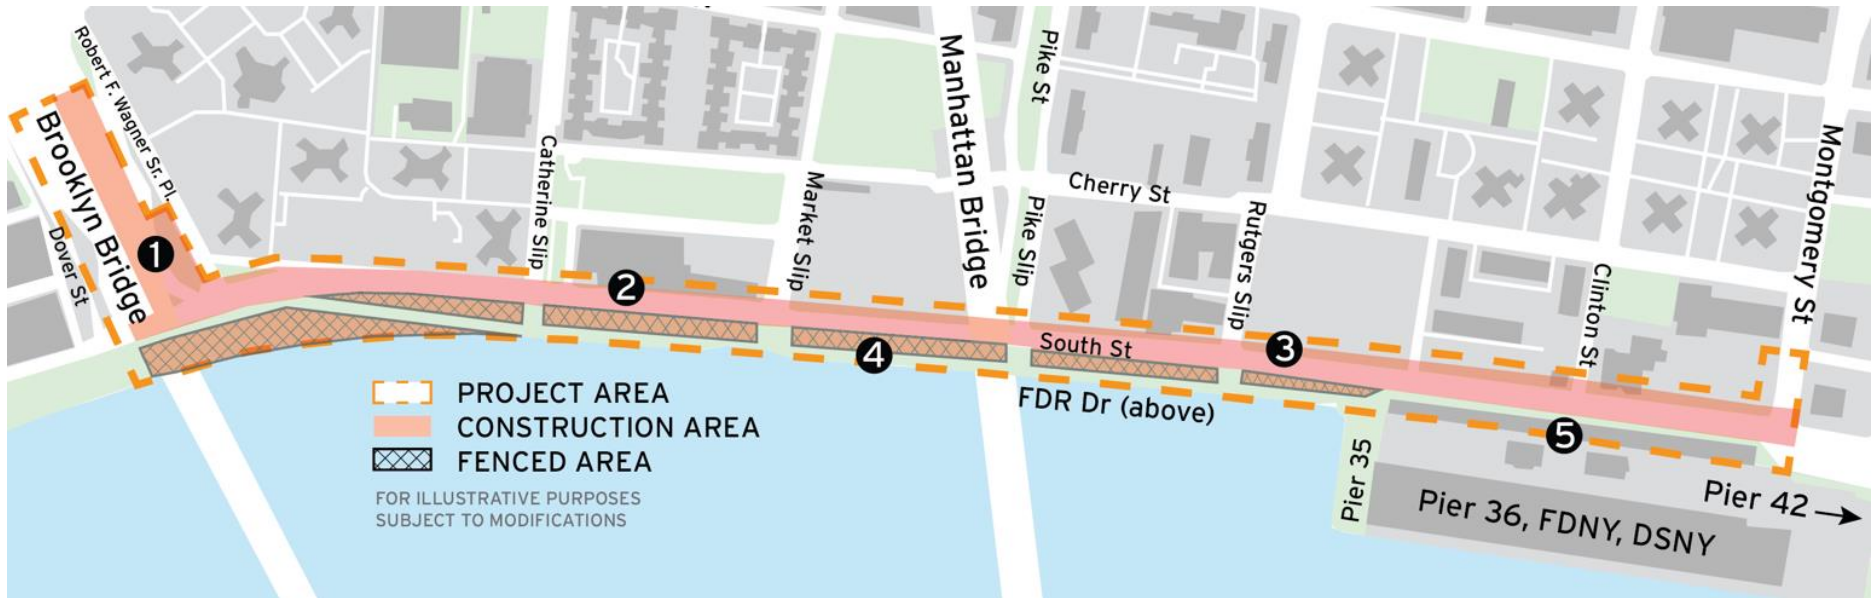 Robert F. Wagner Sr. Pl.
Brooklyn Bridge
Dover St
1
Catherine Slip
2
Market Slip
4
Manhattan Bridge
Pike St
Pike Slip
Cherry St
South St
FDR Dr (above)
Rutgers Slip
3
Clinton St
Montgomery St
5
Pier 35
Pier 36, FDNY, DSNY
Pier 42
PROJECT AREA
CONSTRUCTION AREA
FENCED AREA
FOR ILLUSTRATIVE PURPOSES
SUBJECT TO MODIFICATIONS